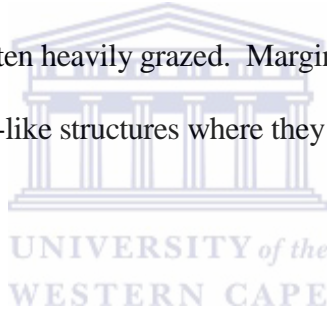 ten heavily grazed. Margin
-like structures where they
UNIVERSITY of the
WESTERN CAPE